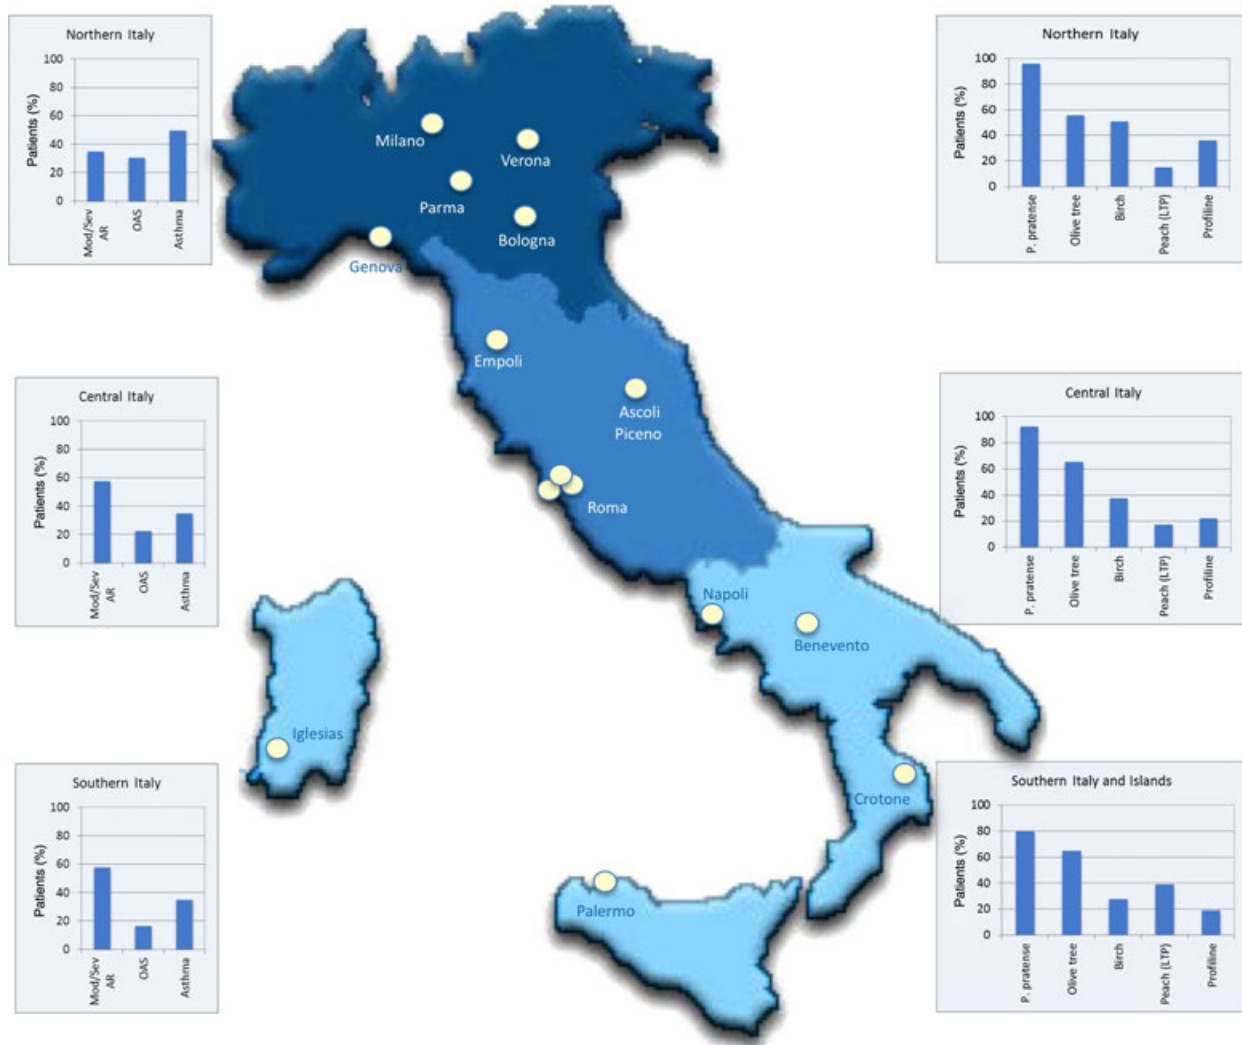 Northern Italy
Patients (%)
100
80
60
40
20
0
Mod/Sev
AR
OAS
Asthma
Central Italy
Patients (%)
100
80
60
40
20
0
Mod/Sev
AR
OAS
Asthma
Southern Italy
Patients (%)
100
80
60
40
20
0
Mod/Sev
AR
OAS
Asthma
Milano
Verona
Parma
Bologna
Genova
Empoli
Ascoli
Piceno
Roma
Napoli
Benevento
Iglesias
Crotone
Palermo
Northern Italy
Patients (%)
100
80
60
40
20
0
P. pratense
Olive tree
Birch
Peach (LTP)
Profiline
Central Italy
Patients (%)
100
80
60
40
20
0
P. pratense
Olive tree
Birch
Peach (LTP)
Profiline
Southern Italy and Islands
Patients (%)
100
80
60
40
20
0
P. pratense
Olive tree
Birch
Peach (LTP)
Profiline